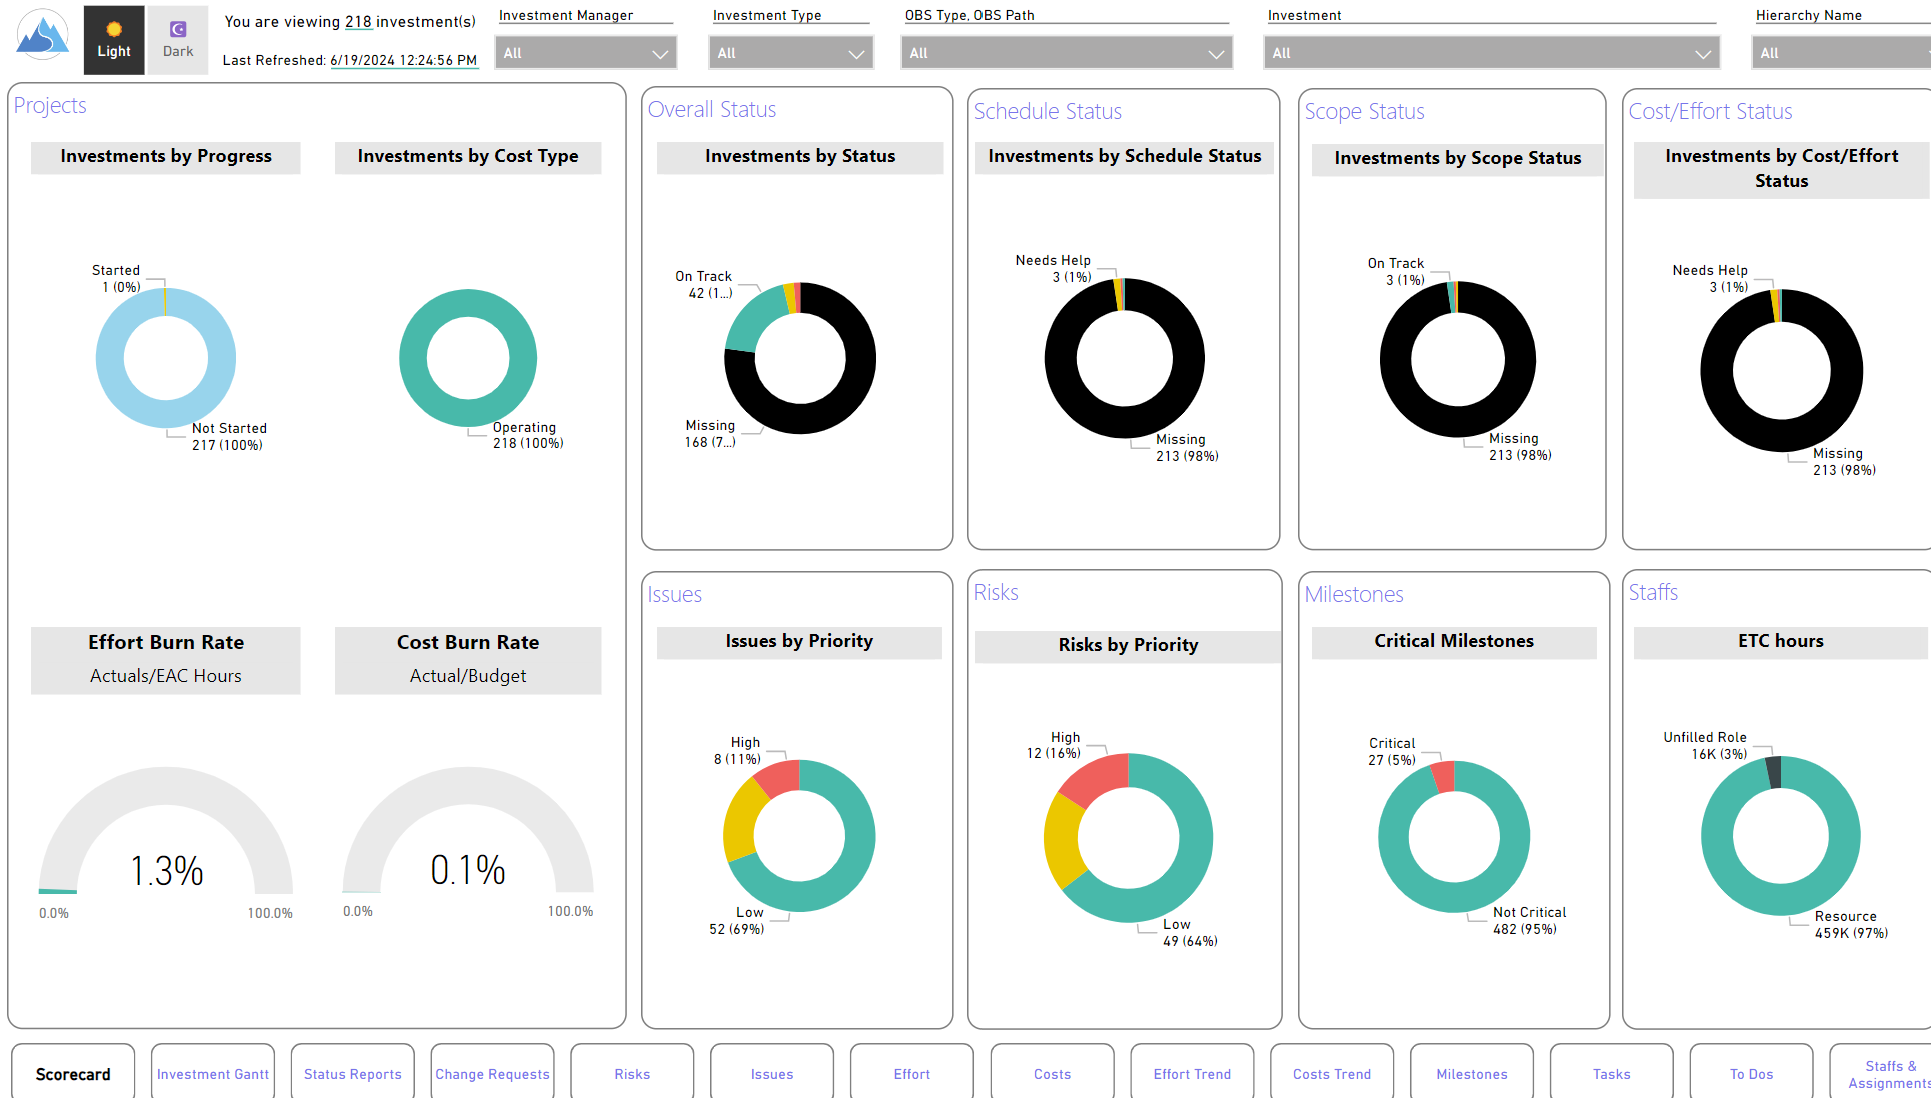 Light
Dark
You are viewing 218 investment(s)
Last Refreshed: 6/19/2024 12:24:56 PM
Investment Manager
All
Investment Type
All
OBS Type, OBS Path
All
Investment
All
Hierarchy Name
All
Projects
Investments by Progress
Started
1 (0%)
Not Started
217 (100%)
Investments by Cost Type
Operating
218 (100%)
Effort Burn Rate
Actuals/EAC Hours
1.3%
0.0%
100.0%
Cost Burn Rate
Actual/Budget
0.1%
0.0%
100.0%
Overall Status
Investments by Status
On Track
42 (1...)
Missing
168 (7...)
Schedule Status
Investments by Schedule Status
Needs Help
3 (1%)
Missing
213 (98%)
Scope Status
Investments by Scope Status
On Track
3 (1%)
Missing
213 (98%)
Cost/Effort Status
Investments by Cost/Effort
Status
Needs Help
3 (1%)
Missing
213 (98%)
Issues
Issues by Priority
High
8 (11%)
Low
52 (69%)
Risks
Risks by Priority
High
12 (16%)
Low
49 (64%)
Milestones
Critical Milestones
Critical
27 (5%)
Not Critical
482 (95%)
Staffs
ETC hours
Unfilled Role
16K (3%)
Resource
459K (97%)
Scorecard
Investment Gantt
Status Reports
Change Requests
Risks
Issues
Effort
Costs
Effort Trend
Costs Trend
Milestones
Tasks
To Dos
Staffs &
Assignments